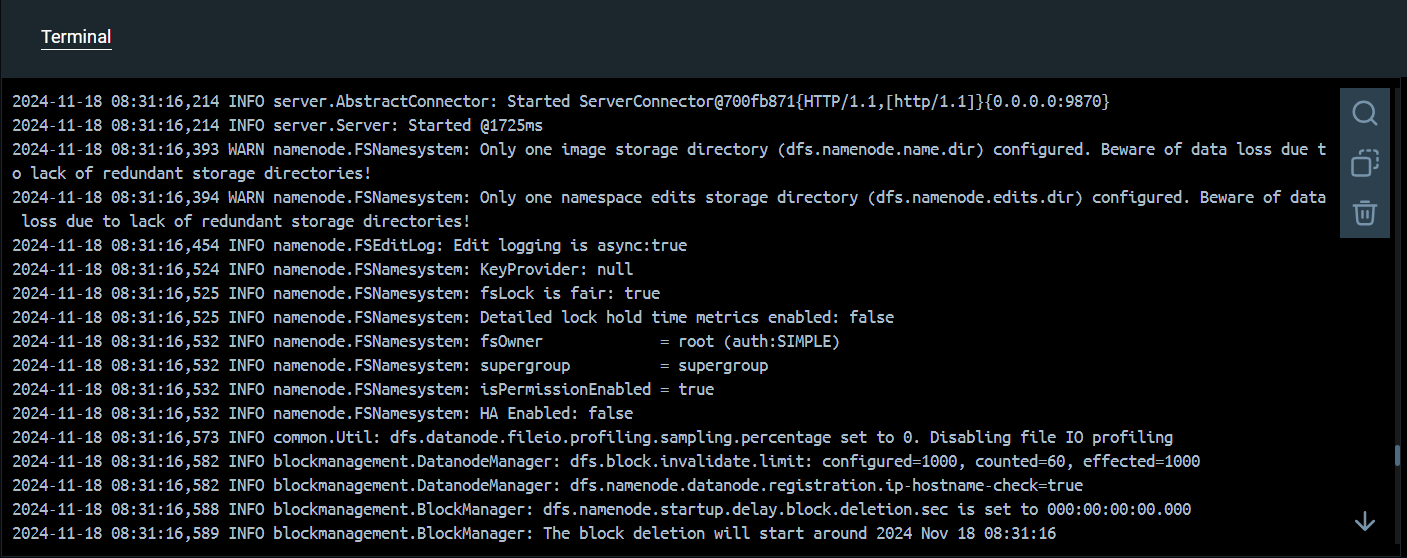 Terminal
2024-11-18 08:31:16,214 INFO server.AbstractConnector: Started ServerConnector@700fb871{HTTP/1.1,[http/1.1]}{0.0.0.0:9870}
2024-11-18 08:31:16,214 INFO server.Server: Started @1725ms
2024-11-18 08:31:16,393 WARN namenode.FSNamesystem: Only one image storage directory (dfs.namenode.name.dir) configured. Beware of data loss due t
o lack of redundant storage directories!
2024-11-18 08:31:16,394 WARN namenode.FSNamesystem: Only one namespace edits storage directory (dfs.namenode.edits.dir) configured. Beware of data
 loss due to lack of redundant storage directories!
2024-11-18 08:31:16,454 INFO namenode.FSEditLog: Edit logging is async:true
2024-11-18 08:31:16,524 INFO namenode.FSNamesystem: KeyProvider: null
2024-11-18 08:31:16,525 INFO namenode.FSNamesystem: fsLock is fair: true
2024-11-18 08:31:16,525 INFO namenode.FSNamesystem: Detailed lock hold time metrics enabled: false
2024-11-18 08:31:16,532 INFO namenode.FSNamesystem: fsOwner             = root (auth:SIMPLE)
2024-11-18 08:31:16,532 INFO namenode.FSNamesystem: supergroup          = supergroup
2024-11-18 08:31:16,532 INFO namenode.FSNamesystem: isPermissionEnabled = true
2024-11-18 08:31:16,532 INFO namenode.FSNamesystem: HA Enabled: false
2024-11-18 08:31:16,573 INFO common.Util: dfs.datanode.fileio.profiling.sampling.percentage set to 0. Disabling file IO profiling
2024-11-18 08:31:16,582 INFO blockmanagement.DatanodeManager: dfs.block.invalidate.limit: configured=1000, counted=60, effected=1000
2024-11-18 08:31:16,582 INFO blockmanagement.DatanodeManager: dfs.namenode.datanode.registration.ip-hostname-check=true
2024-11-18 08:31:16,588 INFO blockmanagement.BlockManager: dfs.namenode.startup.delay.block.deletion.sec is set to 000:00:00:00.000
2024-11-18 08:31:16,589 INFO blockmanagement.BlockManager: The block deletion will start around 2024 Nov 18 08:31:16